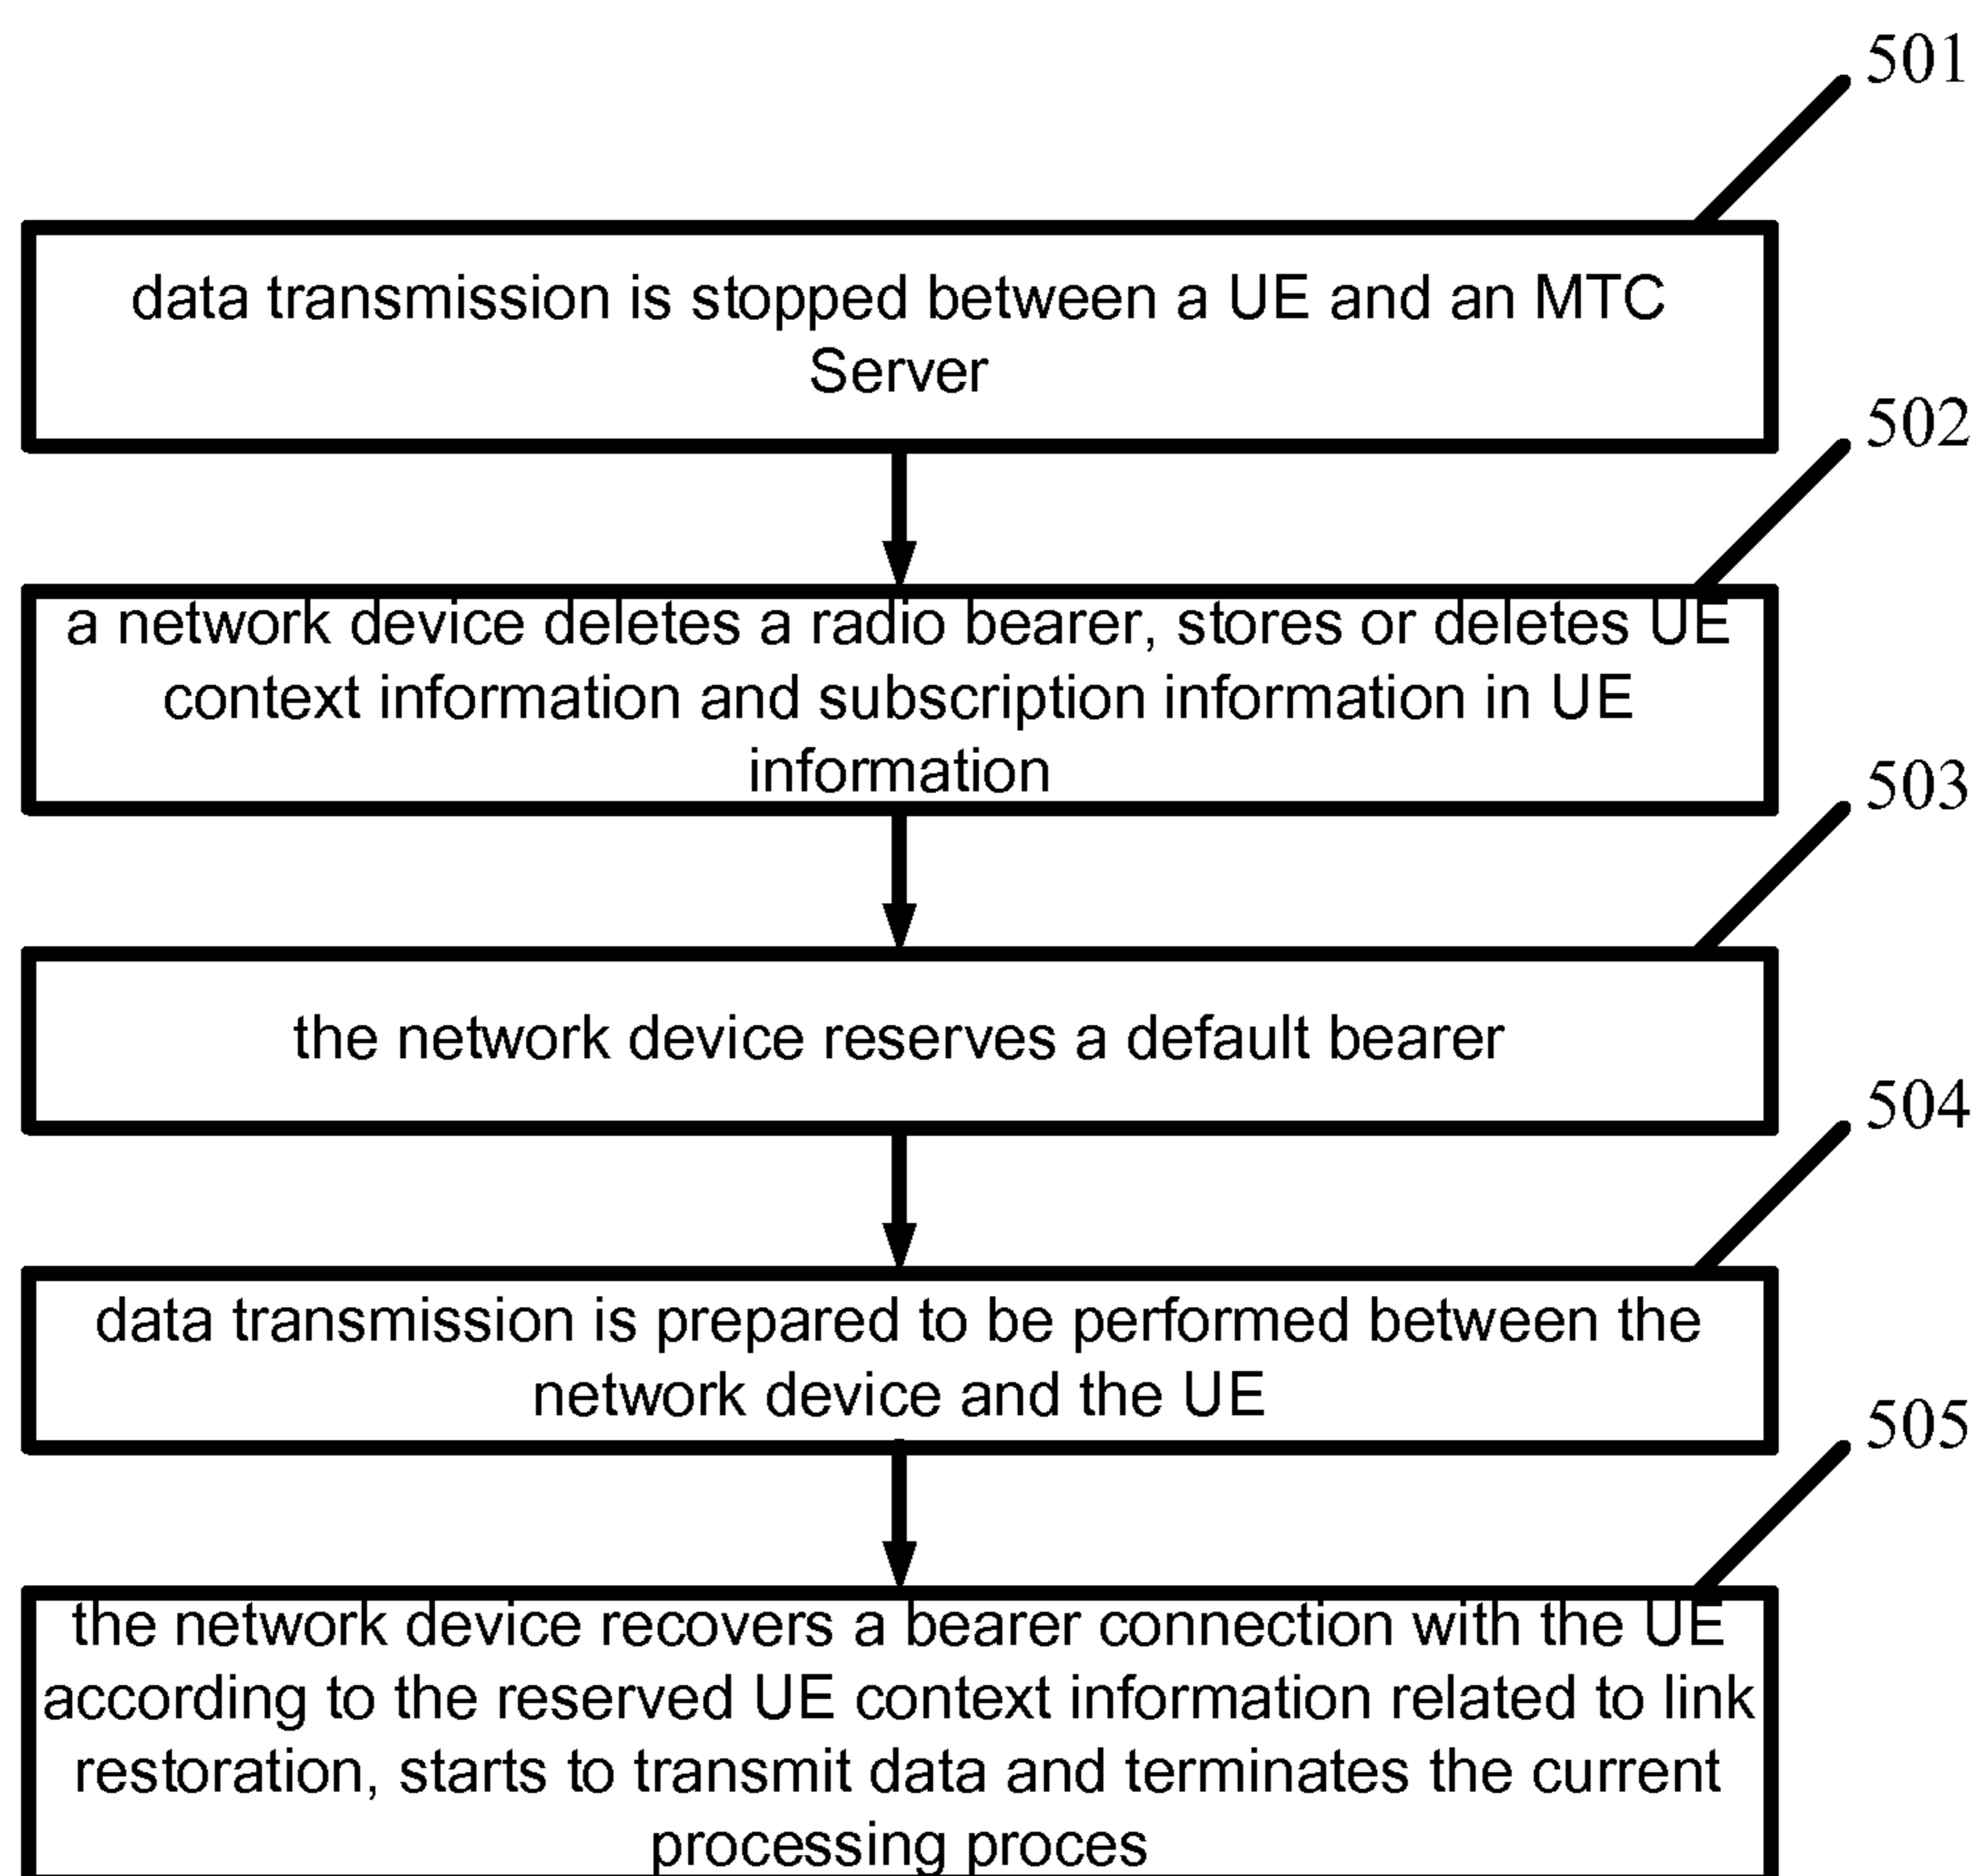 501
data transmission is stopped between a UE and an MTC
Server
502
a network device deletes a radio bearer, stores or deletes UE
context information and subscription information in UE
information
503
the network device reserves a default bearer
504
data transmission is prepared to be performed between the
network device and the UE
505
the network device recovers a bearer connection with the UE
according to the reserved UE context information related to link
restoration, starts to transmit data and terminates the current
processing proces